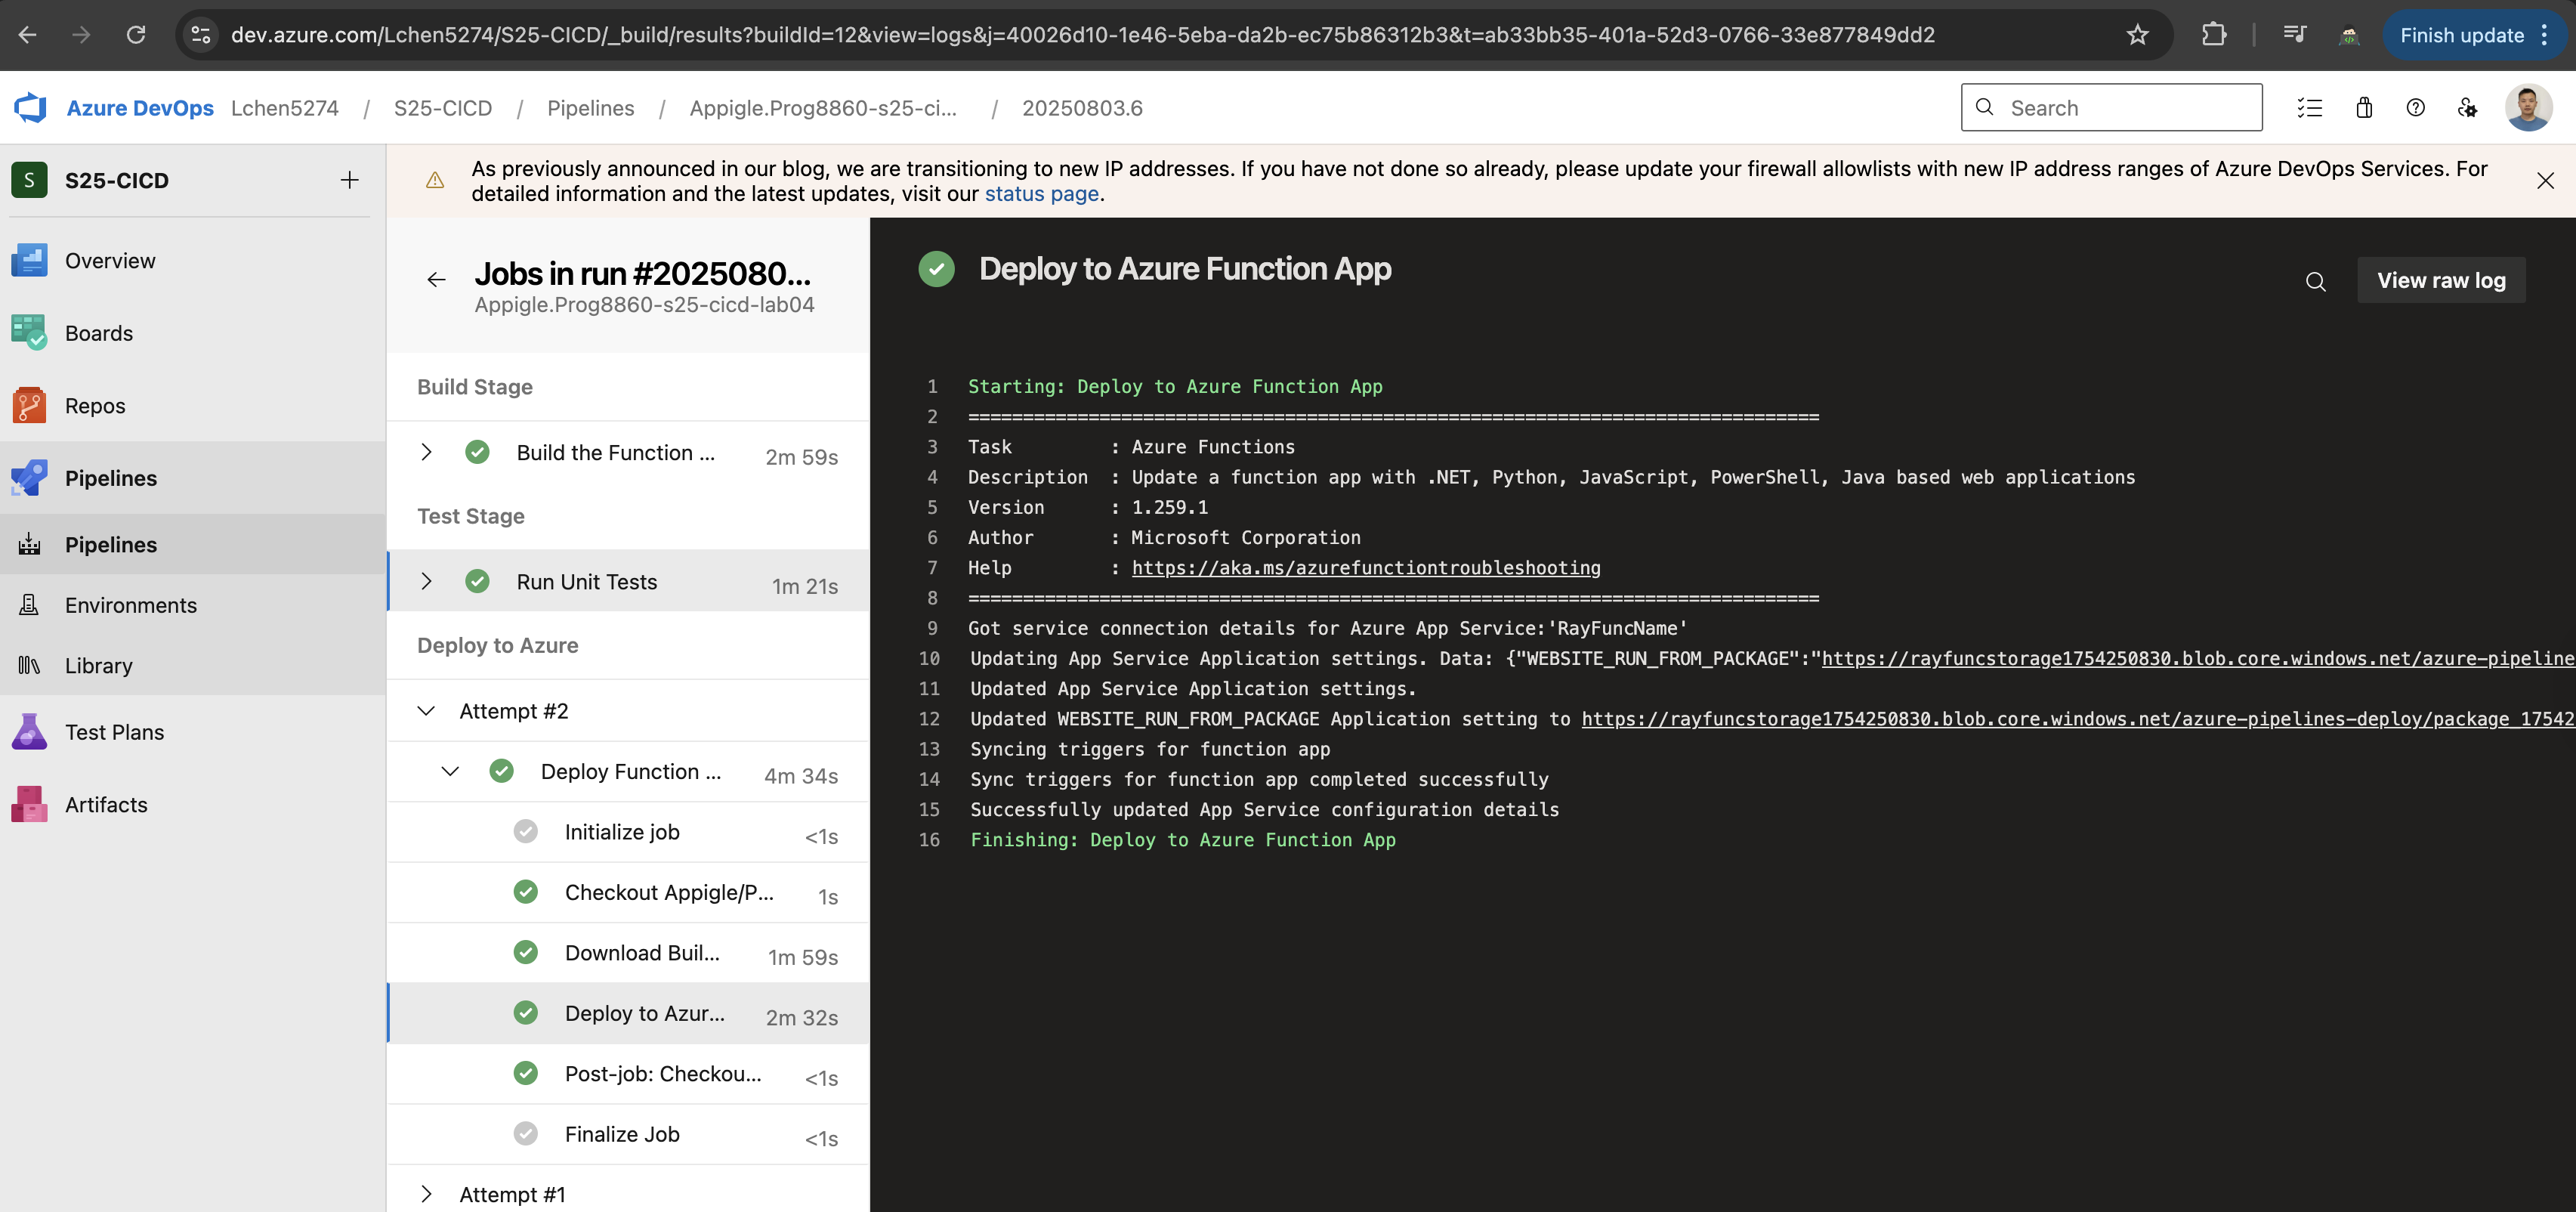 dev.azure.com/Lchen5274/S25-CICD/_build/results?buildId=12&view=logs&j=40026d10-1e46-5eba-da2b-ec75b86312b3&t=ab33bb35-401a-52d3-0766-33e877849dd2
Finish update
Azure DevOps Lchen5274 / S25-CICD / Pipelines / Appigle.Prog8860-s25-ci... / 20250803.6
Search
S S25-CICD
Overview
Boards
Repos
Pipelines
Pipelines
Environments
Library
Test Plans
Artifacts
As previously announced in our blog, we are transitioning to new IP addresses. If you have not done so already, please update your firewall allowlists with new IP address ranges of Azure DevOps Services. For
detailed information and the latest updates, visit our status page.
Jobs in run #2025080...
Appigle.Prog8860-s25-cicd-lab04
Build Stage
Build the Function ... 2m 59s
Test Stage
Run Unit Tests 1m 21s
Deploy to Azure
Attempt #2
Deploy Function ... 4m 34s
Initialize job <1s
Checkout Appigle/P... 1s
Download Buil... 1m 59s
Deploy to Azur... 2m 32s
Post-job: Checkou... <1s
Finalize Job <1s
Attempt #1
Deploy to Azure Function App
View raw log
1 Starting: Deploy to Azure Function App
2 ==============================================================================
3 Task : Azure Functions
4 Description : Update a function app with .NET, Python, JavaScript, PowerShell, Java based web applications
5 Version : 1.259.1
6 Author : Microsoft Corporation
7 Help : https://aka.ms/azurefunctiontroubleshooting
8 ==============================================================================
9 Got service connection details for Azure App Service:'RayFuncName'
10 Updating App Service Application settings. Data: {"WEBSITE_RUN_FROM_PACKAGE":"https://rayfuncstorage1754250830.blob.core.windows.net/azure-pipeline
11 Updated App Service Application settings.
12 Updated WEBSITE_RUN_FROM_PACKAGE Application setting to https://rayfuncstorage1754250830.blob.core.windows.net/azure-pipelines-deploy/package_17542
13 Syncing triggers for function app
14 Sync triggers for function app completed successfully
15 Successfully updated App Service configuration details
16 Finishing: Deploy to Azure Function App